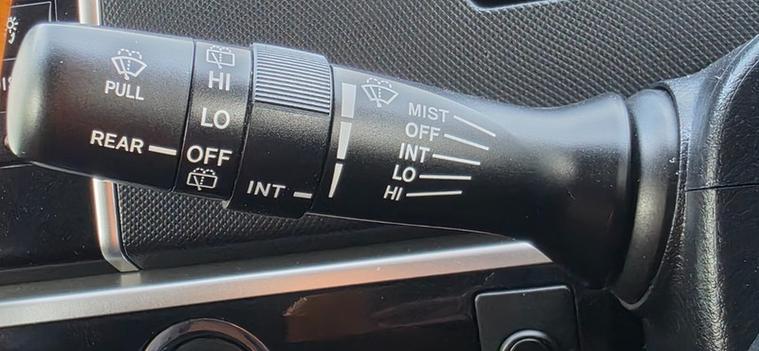 PULL
REAR
HI
LO
OFF
INT
MIST
OFF
INT
LO
HI